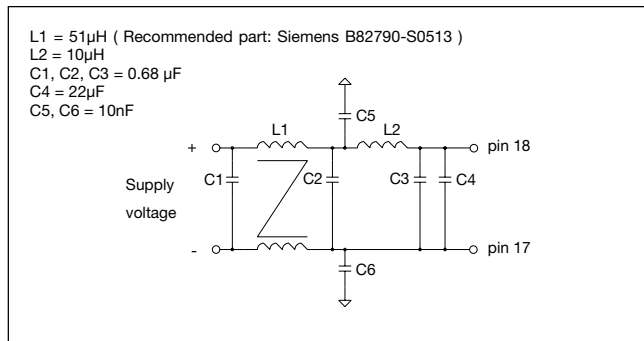 L1 = 51µH ( Recommended part: Siemens B82790-S0513 )
L2 = 10µH
C1, C2, C3 = 0.68 µF
C4 = 22µF
C5, C6 = 10nF
C5
L1
L2
+
pin 18
C1
C2
C3
C4
Supply
voltage
-
pin 17
C6